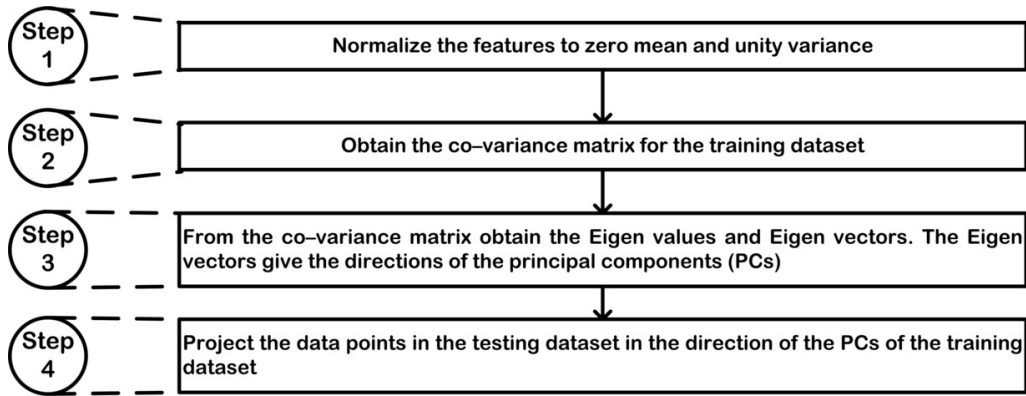 Step
1
Normalize the features to zero mean and unity variance
Step
2
Obtain the co–variance matrix for the training dataset
Step
3
From the co–variance matrix obtain the Eigen values and Eigen vectors. The Eigen
vectors give the directions of the principal components (PCs)
Step
4
Project the data points in the testing dataset in the direction of the PCs of the training
dataset